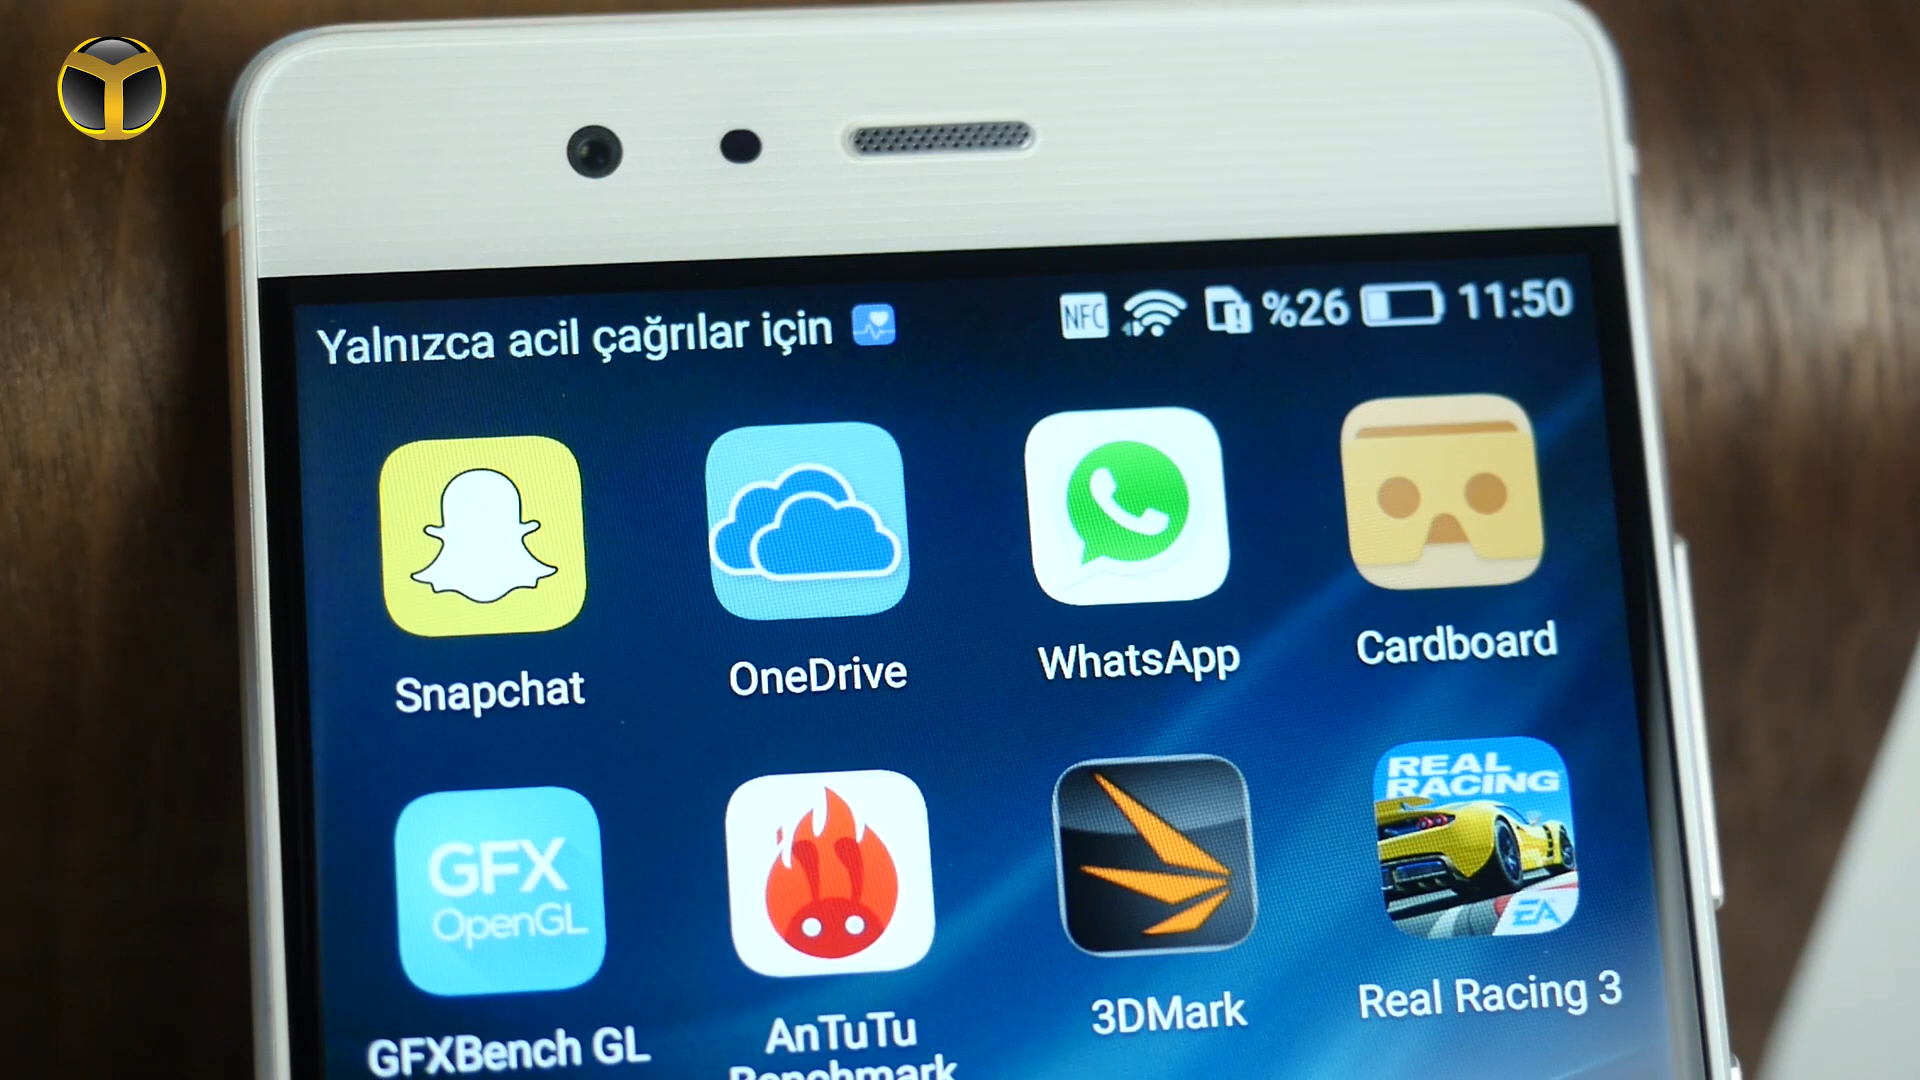 Yalnızca acil çağrılar için NFC %26 11:50
Snapchat OneDrive WhatsApp Cardboard
REAL
RACING
GFX
OpenGL
EA
GFXBench GL AnTuTu 3DMark Real Racing 3
Benchmark